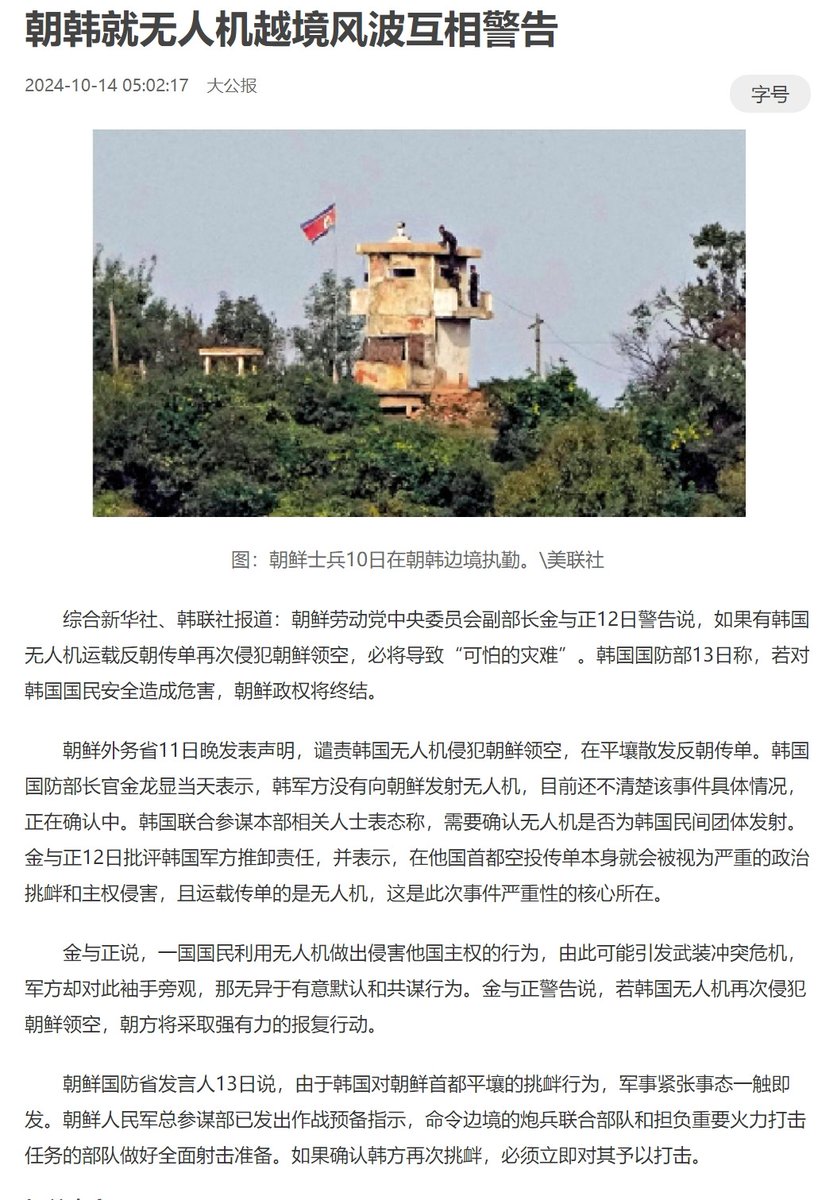 朝韩就无人机越境风波互相警告
2024-10-14 05:02:17 大公报
字号
图：朝鲜士兵10日在朝韩边境执勤。\美联社
综合新华社、韩联社报道：朝鲜劳动党中央委员会副部长金与正12日警告说，如果有韩国
无人机运载反朝传单再次侵犯朝鲜领空，必将导致“可怕的灾难”。韩国国防部13日称，若对
韩国国民安全造成危害，朝鲜政权将终结。
朝鲜外务省11日晚发表声明，谴责韩国无人机侵犯朝鲜领空，在平壤散发反朝传单。韩国
国防部长官金龙显当天表示，韩军方没有向朝鲜发射无人机，目前还不清楚该事件具体情况，
正在确认中。韩国联合参谋本部相关人士表态称，需要确认无人机是否为韩国民间团体发射。
金与正12日批评韩国军方推卸责任，并表示，在他国首都空投传单本身就会被视为严重的政治
挑衅和主权侵害，且运载传单的是无人机，这是此次事件严重性的核心所在。
金与正说，一国国民利用无人机做出侵害他国主权的行为，由此可能引发武装冲突危机，
军方却对此袖手旁观，那无异于有意默认和共谋行为。金与正警告说，若韩国无人机再次侵犯
朝鲜领空，朝方将采取强有力的报复行动。
朝鲜国防省发言人13日说，由于韩国对朝鲜首都平壤的挑衅行为，军事紧张事态一触即
发。朝鲜人民军总参谋部已发出作战预备指示，命令边境的炮兵联合部队和担负重要火力打击
任务的部队做好全面射击准备。如果确认韩方再次挑衅，必须立即对其予以打击。